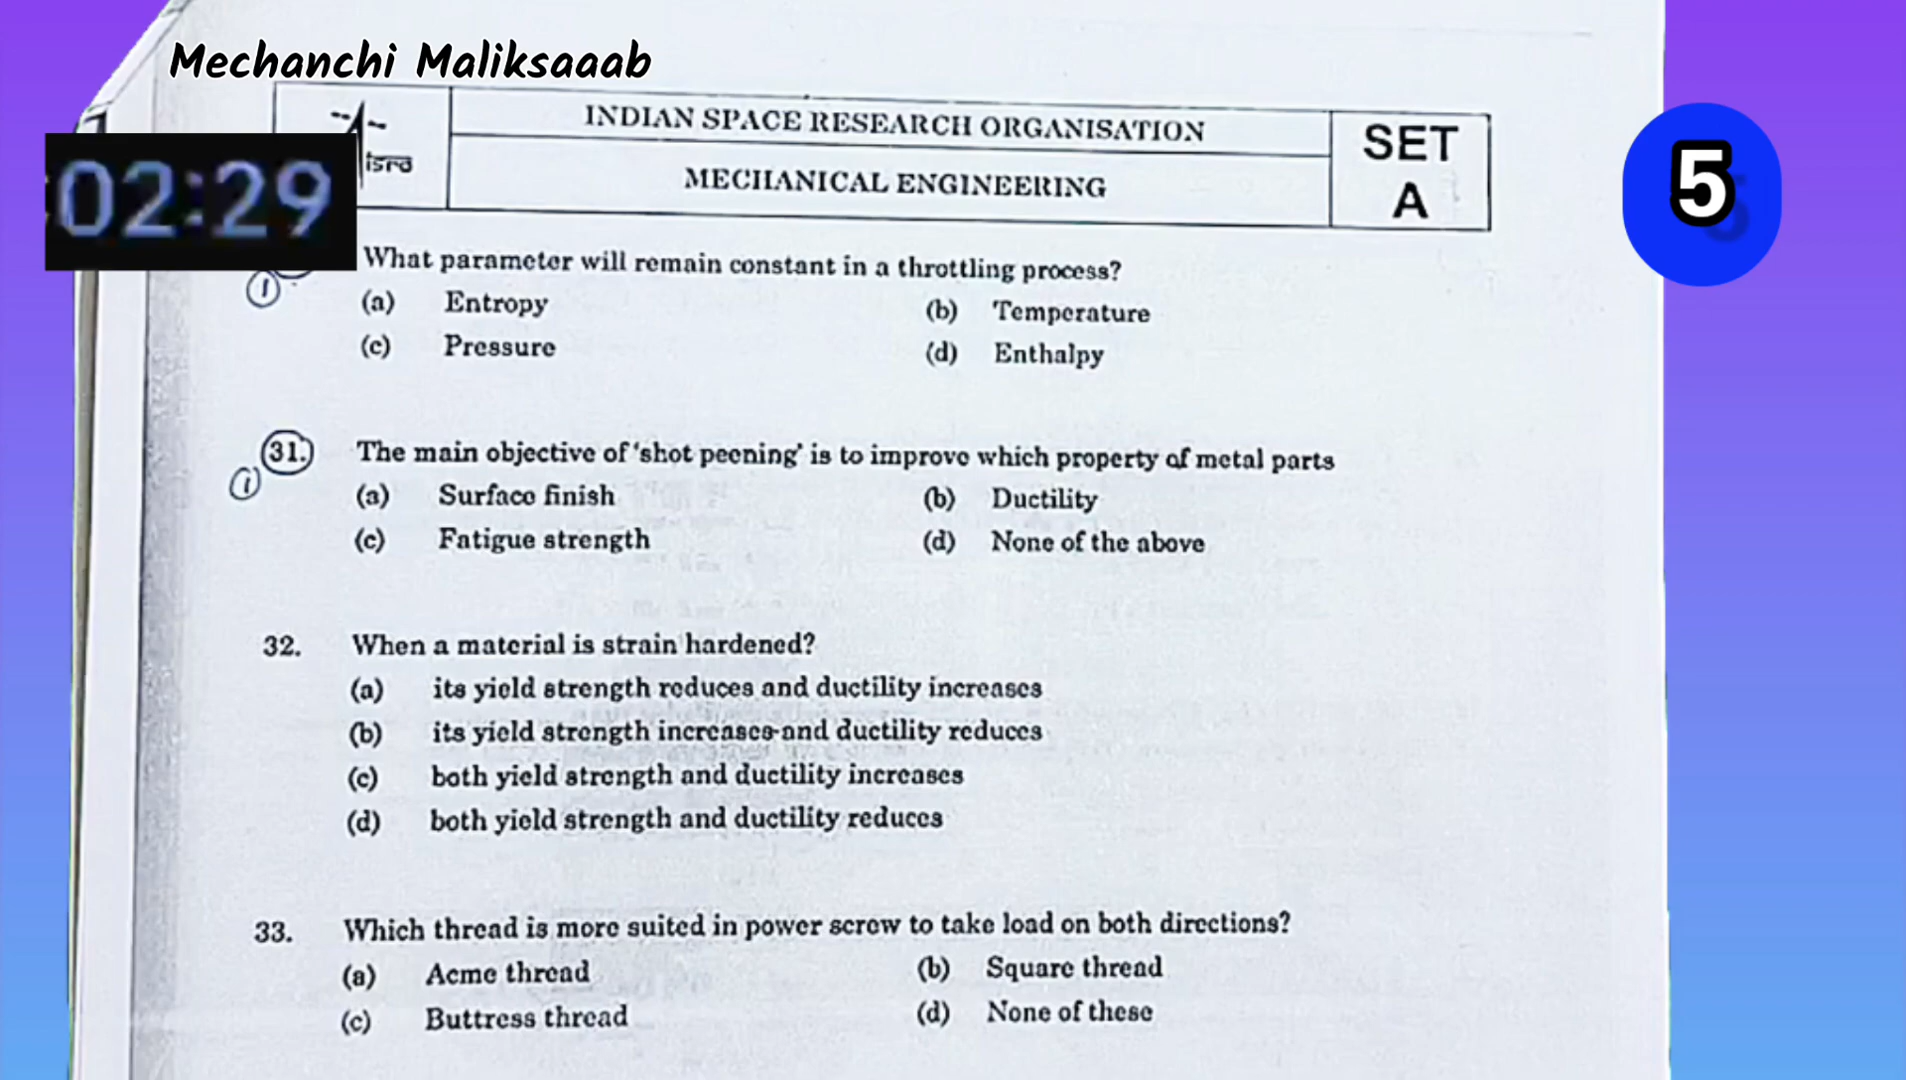 Mechanchi Maliksaaab
INDIAN SPACE RESEARCH ORGANISATION
MECHANICAL ENGINEERING
SET
A
इसरो isro
02:29
5
1
What parameter will remain constant in a throttling process?
(a) Entropy (b) Temperature
(c) Pressure (d) Enthalpy
31. The main objective of 'shot peening' is to improve which property of metal parts
1
(a) Surface finish (b) Ductility
(c) Fatigue strength (d) None of the above
32. When a material is strain hardened?
(a) its yield strength reduces and ductility increases
(b) its yield strength increases and ductility reduces
(c) both yield strength and ductility increases
(d) both yield strength and ductility reduces
33. Which thread is more suited in power screw to take load on both directions?
(a) Acme thread (b) Square thread
(c) Buttress thread (d) None of these